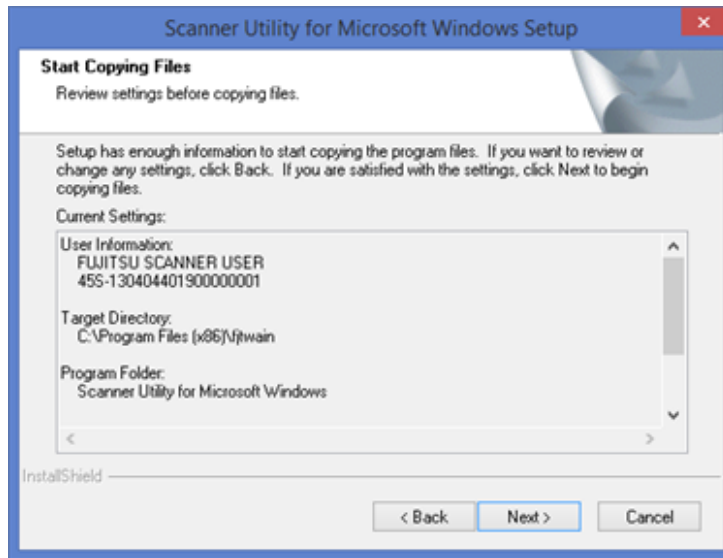 Scanner Utility for Microsoft Windows Setup
Start Copying Files
Review settings before copying files.
Setup has enough information to start copying the program files. If you want to review or
change any settings, click Back. If you are satisfied with the settings, click Next to begin
copying files.
Current Settings:
User Information:
FUJITSU SCANNER USER
45S-130404401900000001
Target Directory:
C:\Program Files (x86)\fjtwain
Program Folder:
Scanner Utility for Microsoft Windows
InstallShield
< Back
Next >
Cancel